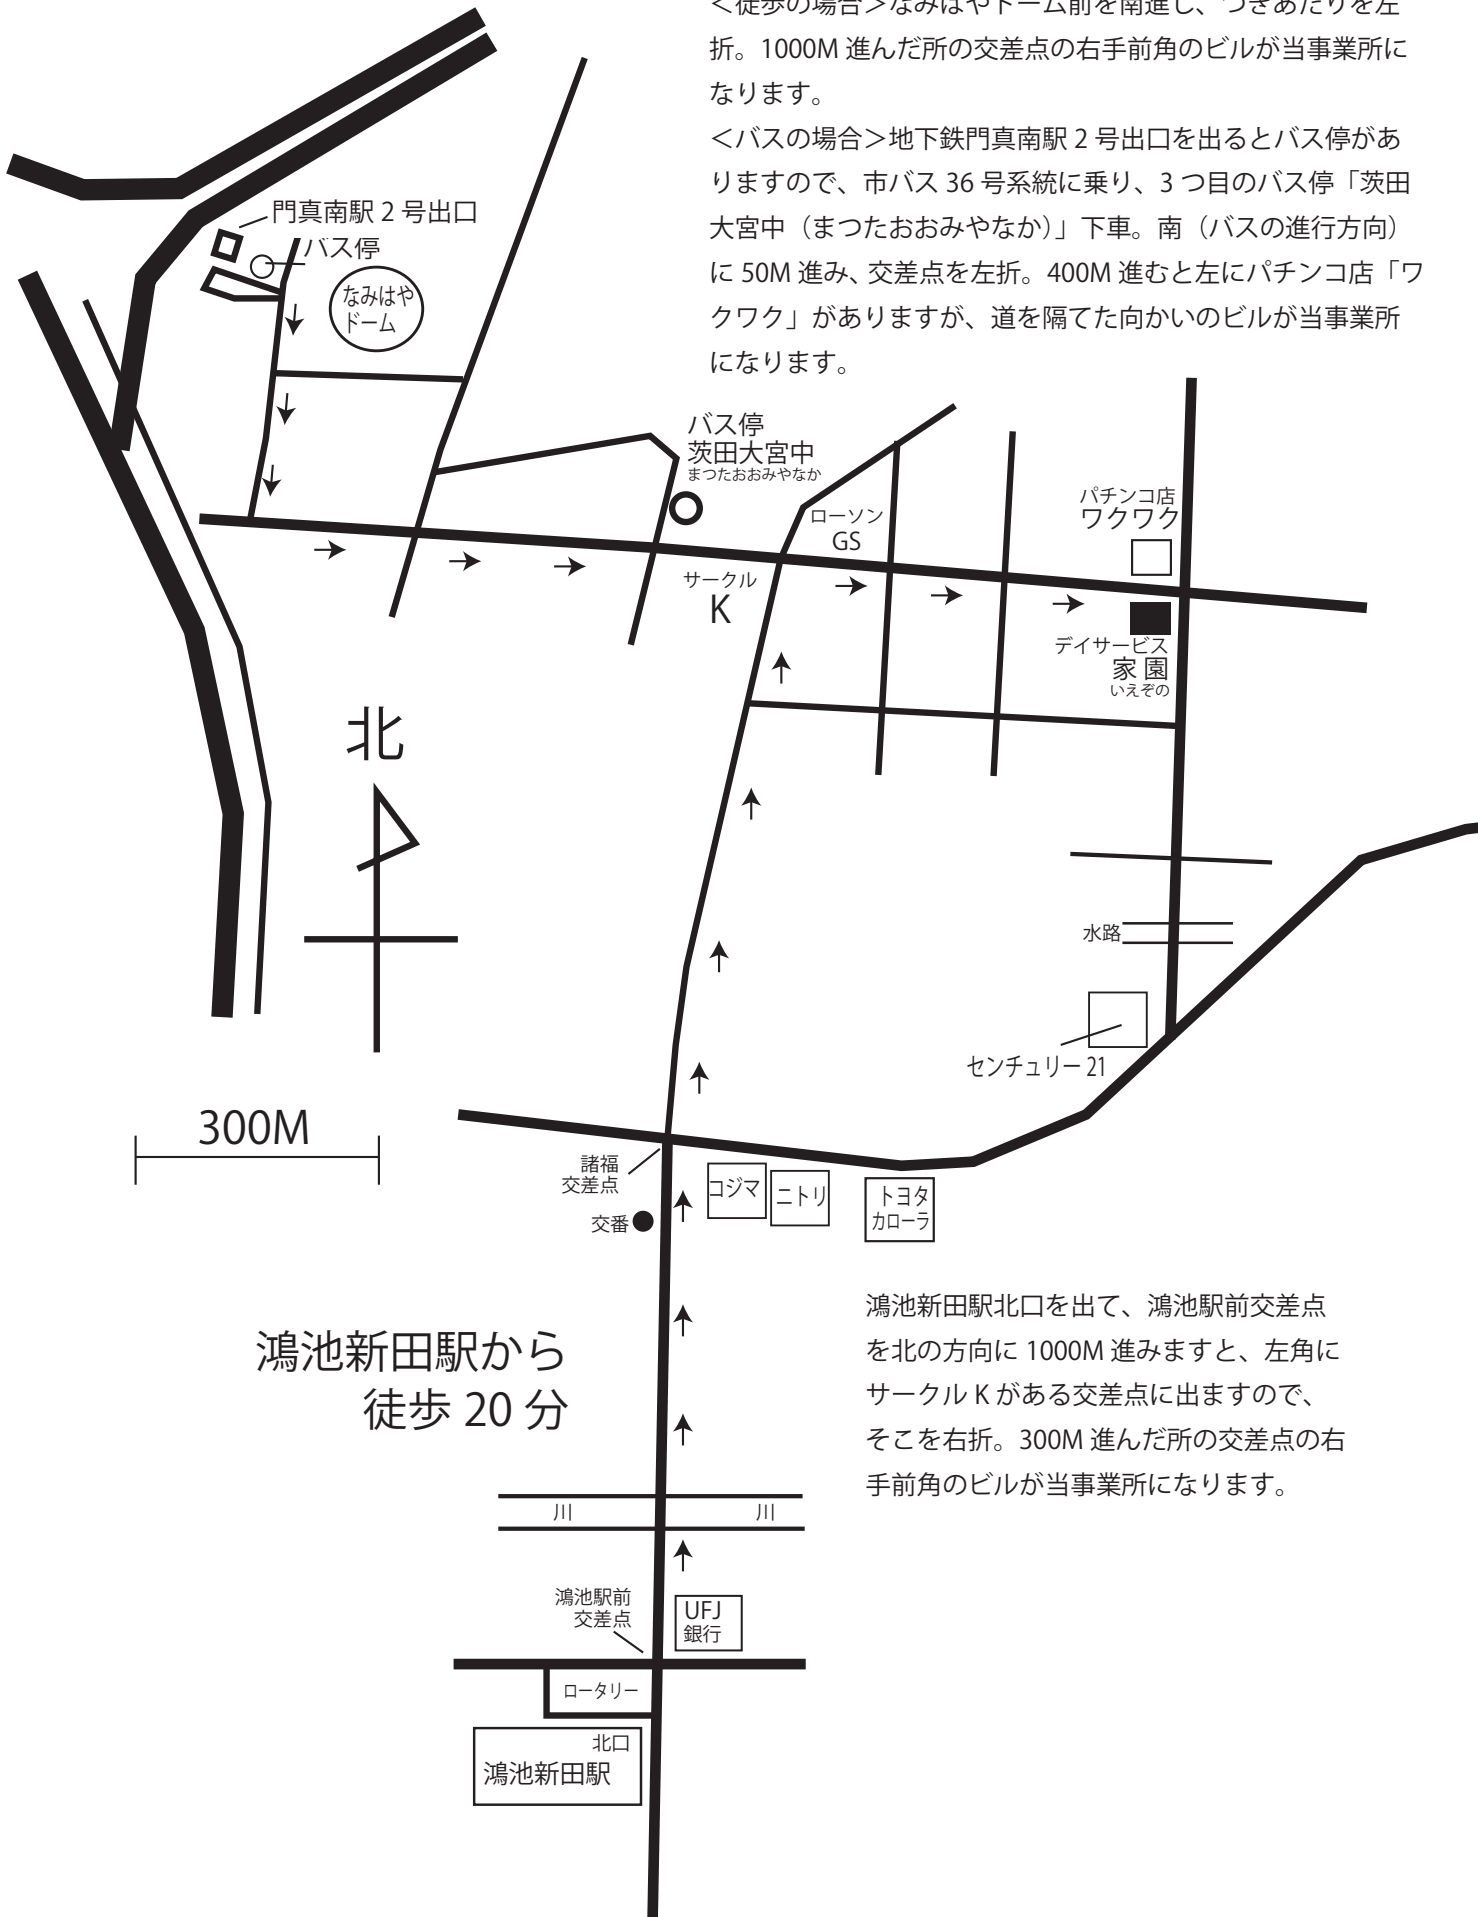 ＜徒歩の場合＞なみはやドーム前を南進し、つきあたりを左
折。1000M 進んだ所の交差点の右手前角のビルが当事業所に
なります。
＜バスの場合＞地下鉄門真南駅 2 号出口を出るとバス停があ
りますので、市バス 36 号系統に乗り、3 つ目のバス停「茨田
大宮中（まつたおおみやなか）」下車。南（バスの進行方向）
に 50M 進み、交差点を左折。400M 進むと左にパチンコ店「ワ
クワク」がありますが、道を隔てた向かいのビルが当事業所
になります。
門真南駅 2 号出口
バス停
なみはや
ドーム
バス停
茨田大宮中
まつたおおみやなか
ローソン
GS
パチンコ店
ワクワク
サークル
K
デイサービス
家園
いえぞの
北
水路
センチュリー 21
300M
諸福
交差点
交番
コジマ
ニトリ
トヨタ
カローラ
鴻池新田駅から
徒歩 20 分
鴻池新田駅北口を出て、鴻池駅前交差点
を北の方向に 1000M 進みますと、左角に
サークル K がある交差点に出ますので、
そこを右折。300M 進んだ所の交差点の右
手前角のビルが当事業所になります。
川
川
鴻池駅前
交差点
UFJ
銀行
ロータリー
北口
鴻池新田駅